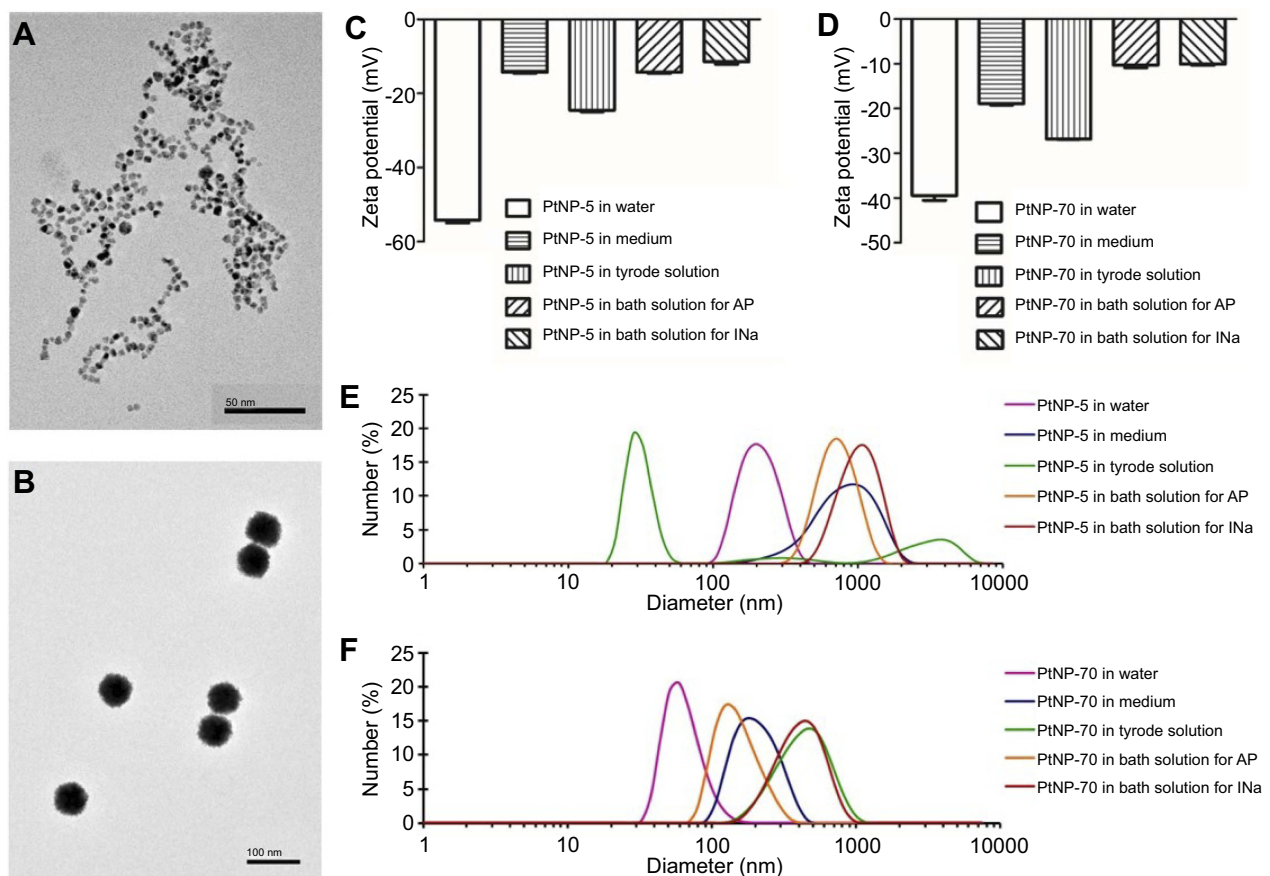 A
50 nm
B
100 nm
C
Zeta potential (mV)
0
-20
-40
-60
PtNP-5 in water
PtNP-5 in medium
PtNP-5 in tyrode solution
PtNP-5 in bath solution for AP
PtNP-5 in bath solution for INa
D
Zeta potential (mV)
0
-10
-20
-30
-40
-50
PtNP-70 in water
PtNP-70 in medium
PtNP-70 in tyrode solution
PtNP-70 in bath solution for AP
PtNP-70 in bath solution for INa
E
Number (%)
25
20
15
10
5
0
1 10 100 1000 10000
Diameter (nm)
PtNP-5 in water
PtNP-5 in medium
PtNP-5 in tyrode solution
PtNP-5 in bath solution for AP
PtNP-5 in bath solution for INa
F
Number (%)
25
20
15
10
5
0
1 10 100 1000 10000
Diameter (nm)
PtNP-70 in water
PtNP-70 in medium
PtNP-70 in tyrode solution
PtNP-70 in bath solution for AP
PtNP-70 in bath solution for INa